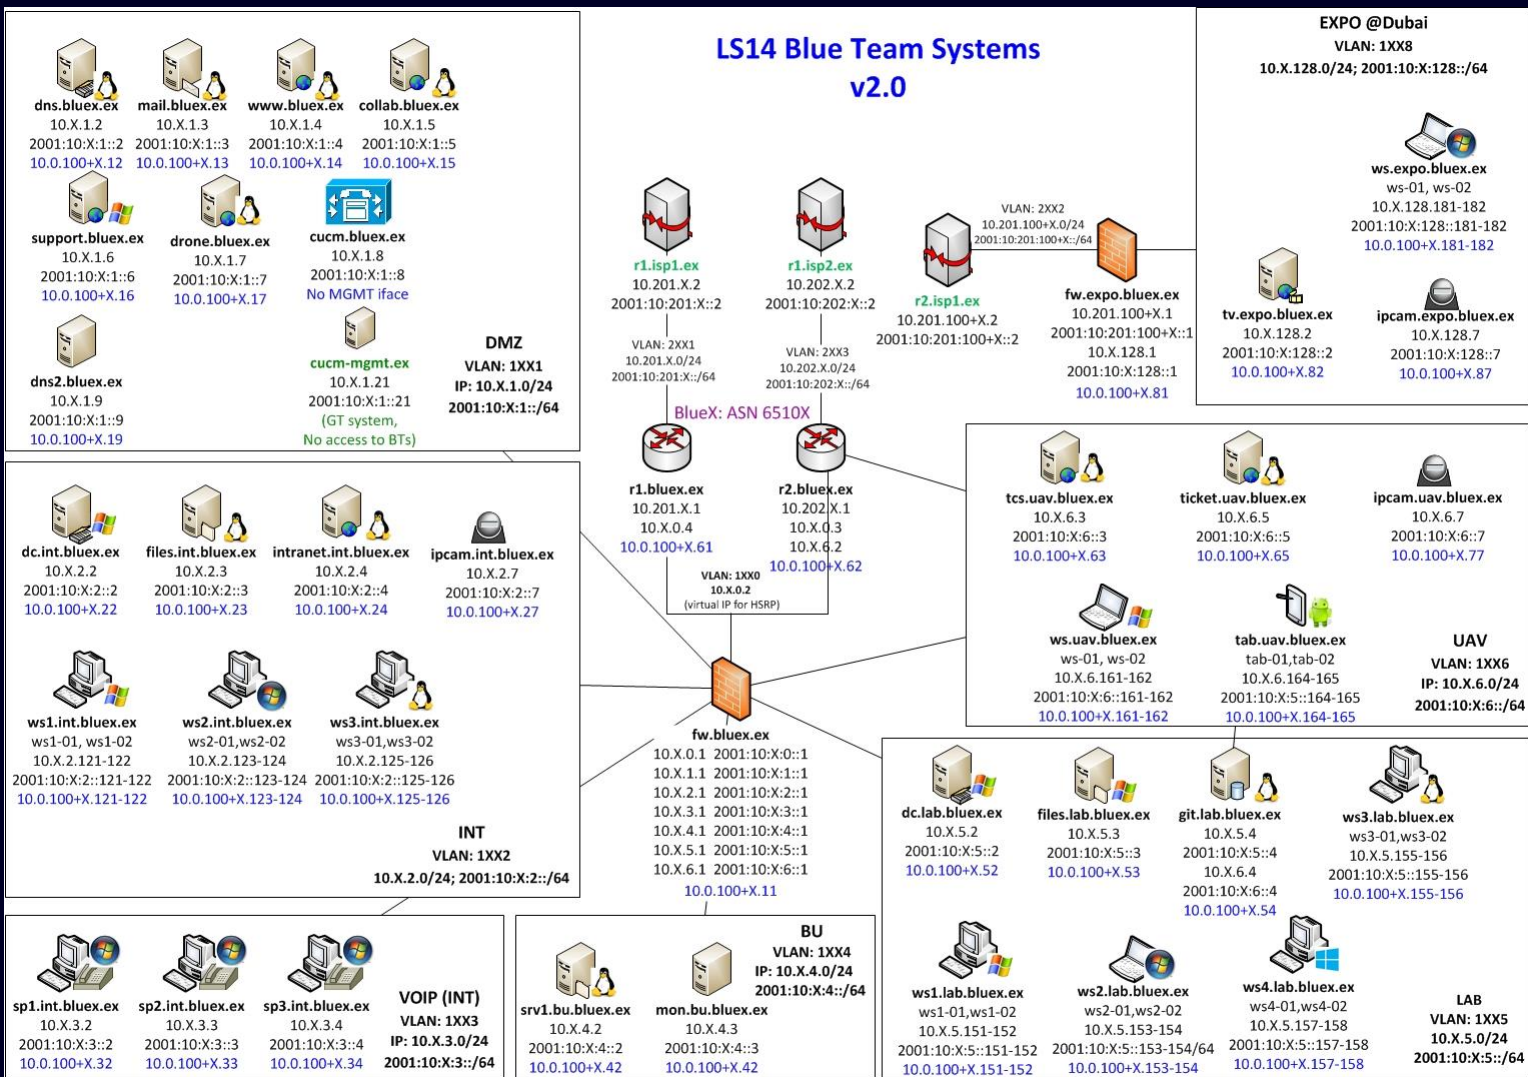 LS14 Blue Team Systems
v2.0
dns.bluex.ex
10.X.1.2
2001:10:X:1::2
10.0.100+X.12
mail.bluex.ex
10.X.1.3
2001:10:X:1::3
10.0.100+X.13
www.bluex.ex
10.X.1.4
2001:10:X:1::4
10.0.100+X.14
collab.bluex.ex
10.X.1.5
2001:10:X:1::5
10.0.100+X.15
support.bluex.ex
10.X.1.6
2001:10:X:1::6
10.0.100+X.16
drone.bluex.ex
10.X.1.7
2001:10:X:1::7
10.0.100+X.17
cucm.bluex.ex
10.X.1.8
2001:10:X:1::8
No MGMT iface
dns2.bluex.ex
10.X.1.9
2001:10:X:1::9
10.0.100+X.19
cucm-mgmt.ex
10.X.1.21
2001:10:X:1::21
(GT system,
No access to BTs)
DMZ
VLAN: 1XX1
IP: 10.X.1.0/24
2001:10:X:1::/64
r1.isp1.ex
10.201.X.2
2001:10:201:X::2
VLAN: 2XX1
10.201.X.0/24
2001:10:201:X::/64
r1.isp2.ex
10.202.X.2
2001:10:202:X::2
VLAN: 2XX3
10.202.X.0/24
2001:10:202:X::/64
BlueX: ASN 6510X
r2.isp1.ex
10.201.100+X.2
2001:10:201:100+X::2
VLAN: 2XX2
10.201.100+X.0/24
2001:10:201:100+X::/64
fw.expo.bluex.ex
10.201.100+X.1
2001:10:201:100+X::1
10.X.128.1
2001:10:X:128::1
10.0.100+X.81
EXPO @Dubai
VLAN: 1XX8
10.X.128.0/24; 2001:10:X:128::/64
ws.expo.bluex.ex
ws-01, ws-02
10.X.128.181-182
2001:10:X:128::181-182
10.0.100+X.181-182
tv.expo.bluex.ex
10.X.128.2
2001:10:X:128::2
10.0.100+X.82
ipcam.expo.bluex.ex
10.X.128.7
2001:10:X:128::7
10.0.100+X.87
r1.bluex.ex
10.201.X.1
10.X.0.4
10.0.100+X.61
r2.bluex.ex
10.202.X.1
10.X.0.3
10.X.6.2
10.0.100+X.62
VLAN: 1XX0
10.X.0.2
(virtual IP for HSRP)
dc.int.bluex.ex
10.X.2.2
2001:10:X:2::2
10.0.100+X.22
files.int.bluex.ex
10.X.2.3
2001:10:X:2::3
10.0.100+X.23
intranet.int.bluex.ex
10.X.2.4
2001:10:X:2::4
10.0.100+X.24
ipcam.int.bluex.ex
10.X.2.7
2001:10:X:2::7
10.0.100+X.27
ws1.int.bluex.ex
ws1-01, ws1-02
10.X.2.121-122
2001:10:X:2::121-122
10.0.100+X.121-122
ws2.int.bluex.ex
ws2-01,ws2-02
10.X.2.123-124
2001:10:X:2::123-124
10.0.100+X.123-124
ws3.int.bluex.ex
ws3-01,ws3-02
10.X.2.125-126
2001:10:X:2::125-126
10.0.100+X.125-126
INT
VLAN: 1XX2
10.X.2.0/24; 2001:10:X:2::/64
tcs.uav.bluex.ex
10.X.6.3
2001:10:X:6::3
10.0.100+X.63
ticket.uav.bluex.ex
10.X.6.5
2001:10:X:6::5
10.0.100+X.65
ipcam.uav.bluex.ex
10.X.6.7
2001:10:X:6::7
10.0.100+X.77
ws.uav.bluex.ex
ws-01, ws-02
10.X.6.161-162
2001:10:X:6::161-162
10.0.100+X.161-162
tab.uav.bluex.ex
tab-01,tab-02
10.X.6.164-165
2001:10:X:5::164-165
10.0.100+X.164-165
UAV
VLAN: 1XX6
IP: 10.X.6.0/24
2001:10:X:6::/64
fw.bluex.ex
10.X.0.1 2001:10:X:0::1
10.X.1.1 2001:10:X:1::1
10.X.2.1 2001:10:X:2::1
10.X.3.1 2001:10:X:3::1
10.X.4.1 2001:10:X:4::1
10.X.5.1 2001:10:X:5::1
10.X.6.1 2001:10:X:6::1
10.0.100+X.11
sp1.int.bluex.ex
10.X.3.2
2001:10:X:3::2
10.0.100+X.32
sp2.int.bluex.ex
10.X.3.3
2001:10:X:3::3
10.0.100+X.33
sp3.int.bluex.ex
10.X.3.4
2001:10:X:3::4
10.0.100+X.34
VOIP (INT)
VLAN: 1XX3
IP: 10.X.3.0/24
2001:10:X:3::/64
srv1.bu.bluex.ex
10.X.4.2
2001:10:X:4::2
10.0.100+X.42
mon.bu.bluex.ex
10.X.4.3
2001:10:X:4::3
10.0.100+X.42
BU
VLAN: 1XX4
IP: 10.X.4.0/24
2001:10:X:4::/64
dc.lab.bluex.ex
10.X.5.2
2001:10:X:5::2
10.0.100+X.52
files.lab.bluex.ex
10.X.5.3
2001:10:X:5::3
10.0.100+X.53
git.lab.bluex.ex
10.X.5.4
2001:10:X:5::4
10.X.6.4
2001:10:X:6::4
10.0.100+X.54
ws3.lab.bluex.ex
ws3-01,ws3-02
10.X.5.155-156
2001:10:X:5::155-156
10.0.100+X.155-156
ws1.lab.bluex.ex
ws1-01,ws1-02
10.X.5.151-152
2001:10:X:5::151-152
10.0.100+X.151-152
ws2.lab.bluex.ex
ws2-01,ws2-02
10.X.5.153-154
2001:10:X:5::153-154/64
10.0.100+X.153-154
ws4.lab.bluex.ex
ws4-01,ws4-02
10.X.5.157-158
2001:10:X:5::157-158
10.0.100+X.157-158
LAB
VLAN: 1XX5
10.X.5.0/24
2001:10:X:5::/64